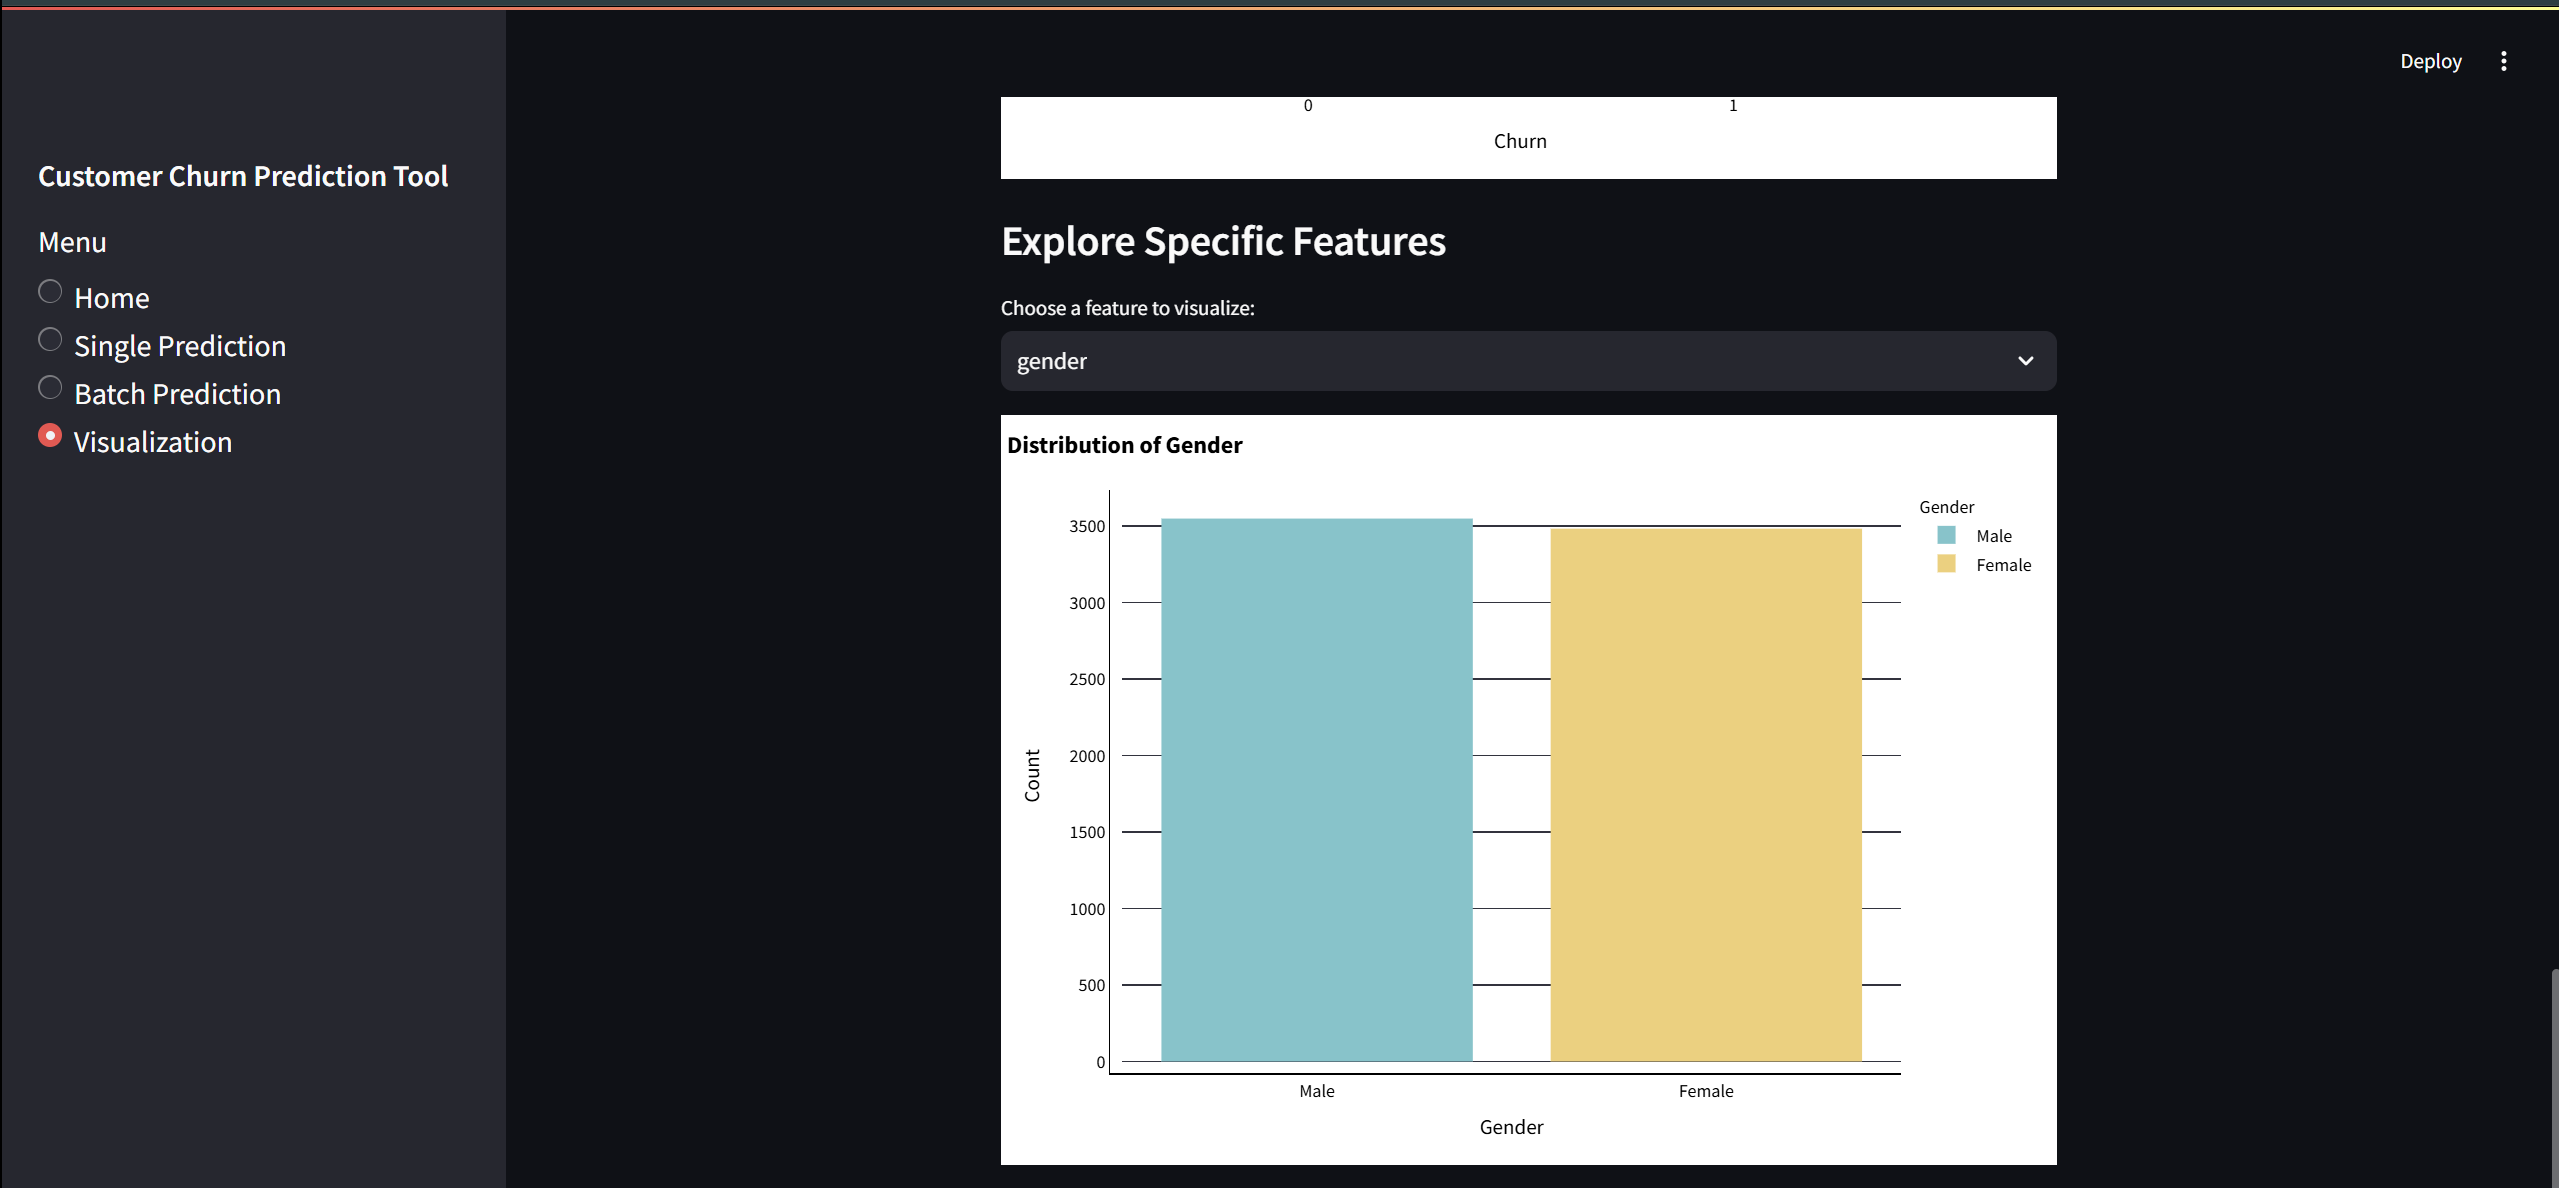 Deploy
Customer Churn Prediction Tool
Menu
Home
Single Prediction
Batch Prediction
Visualization
0 1
Churn
Explore Specific Features
Choose a feature to visualize:
gender
Distribution of Gender
Gender
Male
Female
3500
3000
2500
2000
1500
1000
500
0
Count
Male Female
Gender